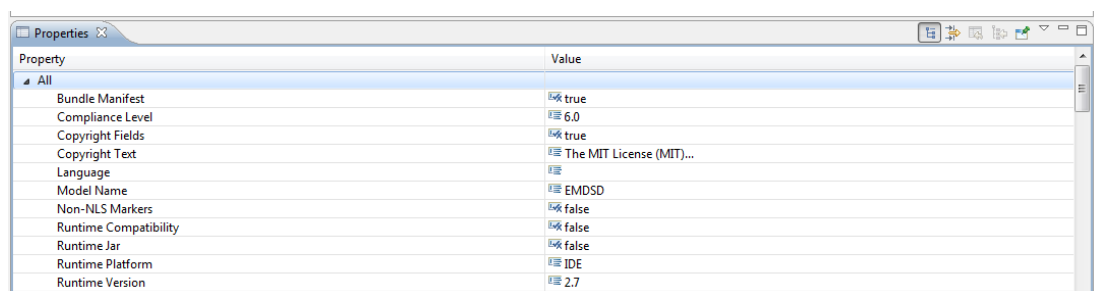 Properties
Property Value
All
Bundle Manifest true
Compliance Level 6.0
Copyright Fields true
Copyright Text The MIT License (MIT)...
Language
Model Name EMDSD
Non-NLS Markers false
Runtime Compatibility false
Runtime Jar false
Runtime Platform IDE
Runtime Version 2.7